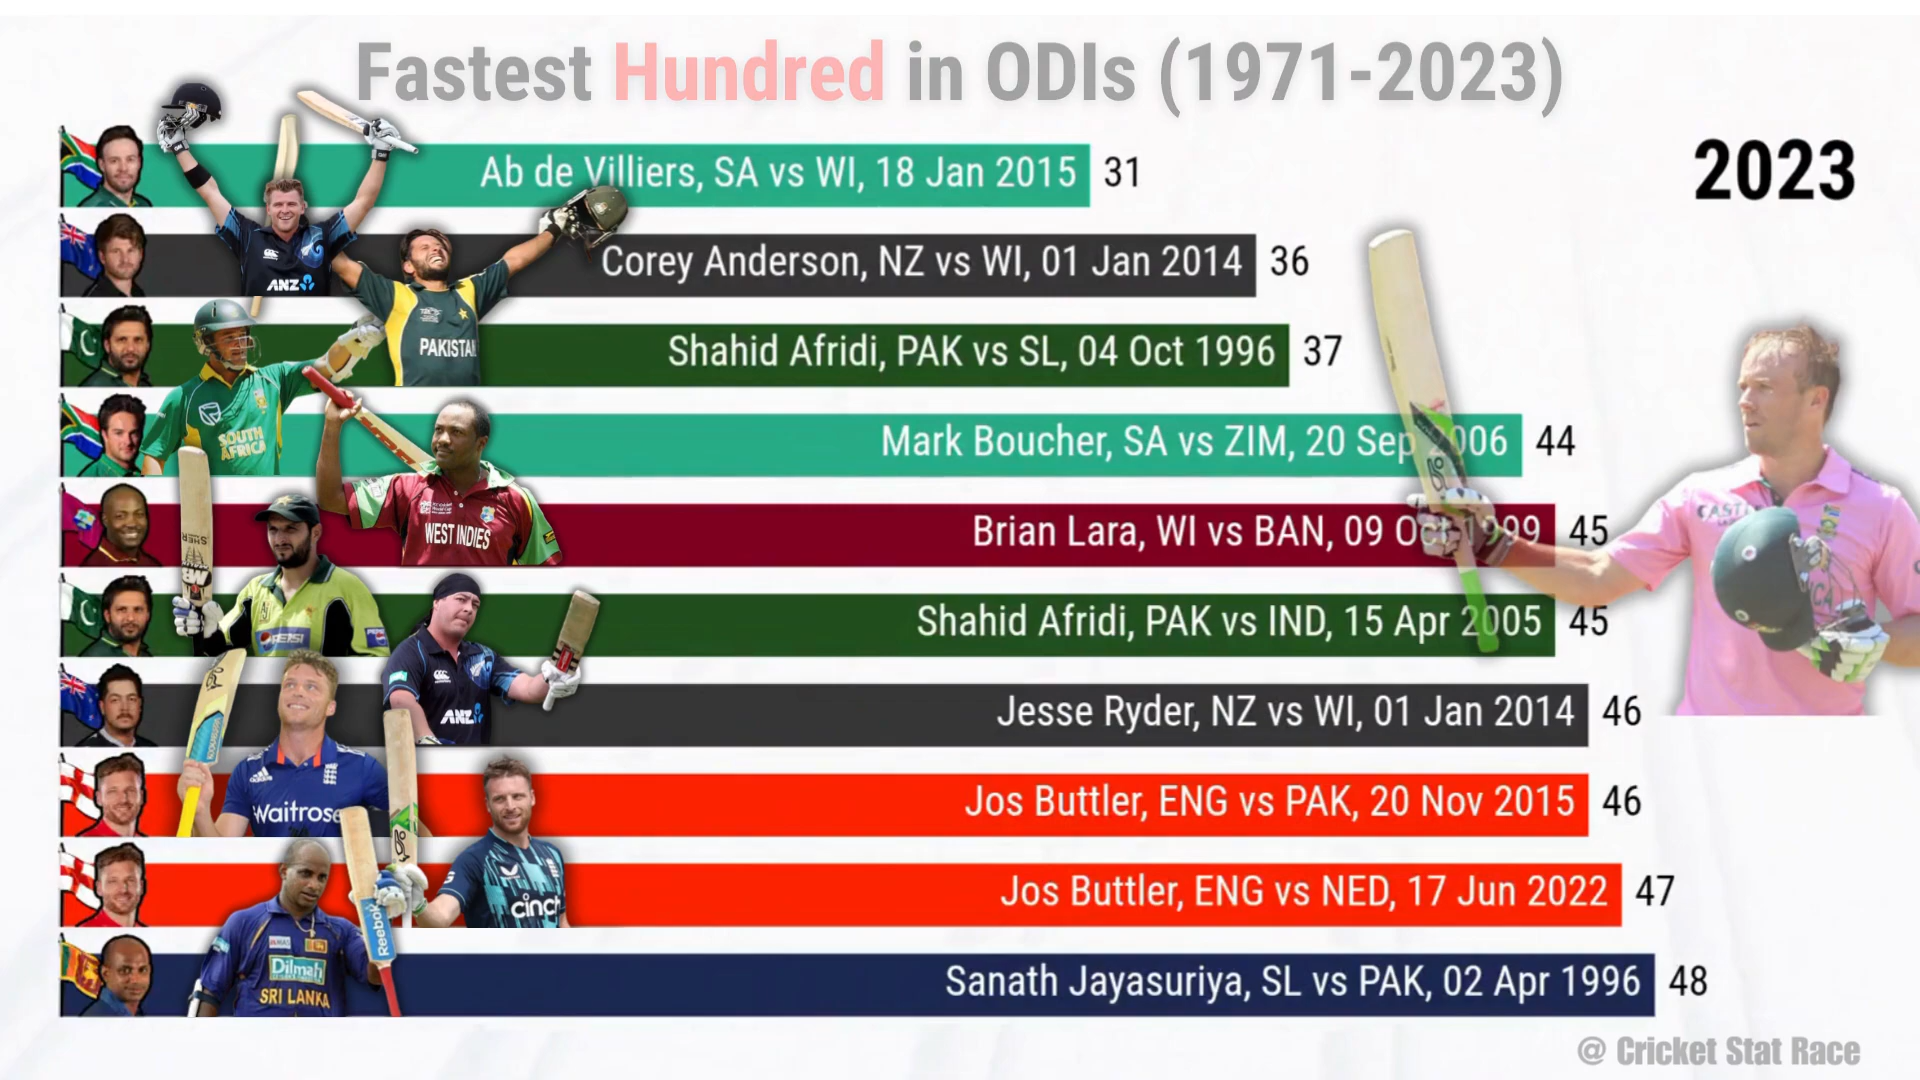 Fastest Hundred in ODIs (1971-2023)
2023
Ab de Villiers, SA vs WI, 18 Jan 2015 31
Corey Anderson, NZ vs WI, 01 Jan 2014 36
ANZ
Shahid Afridi, PAK vs SL, 04 Oct 1996 37
PAKISTA
Mark Boucher, SA vs ZIM, 20 Sep 2006 44
SOUTH
AFRICA
Brian Lara, WI vs BAN, 09 Oct 1999 45
WEST INDIES
CAST
Shahid Afridi, PAK vs IND, 15 Apr 2005 45
PEPSI
Jesse Ryder, NZ vs WI, 01 Jan 2014 46
ANZ
Jos Buttler, ENG vs PAK, 20 Nov 2015 46
Waitrose
Jos Buttler, ENG vs NED, 17 Jun 2022 47
cinch
Reebok
Sanath Jayasuriya, SL vs PAK, 02 Apr 1996 48
Dilmah
SRI LANKA
@ Cricket Stat Race